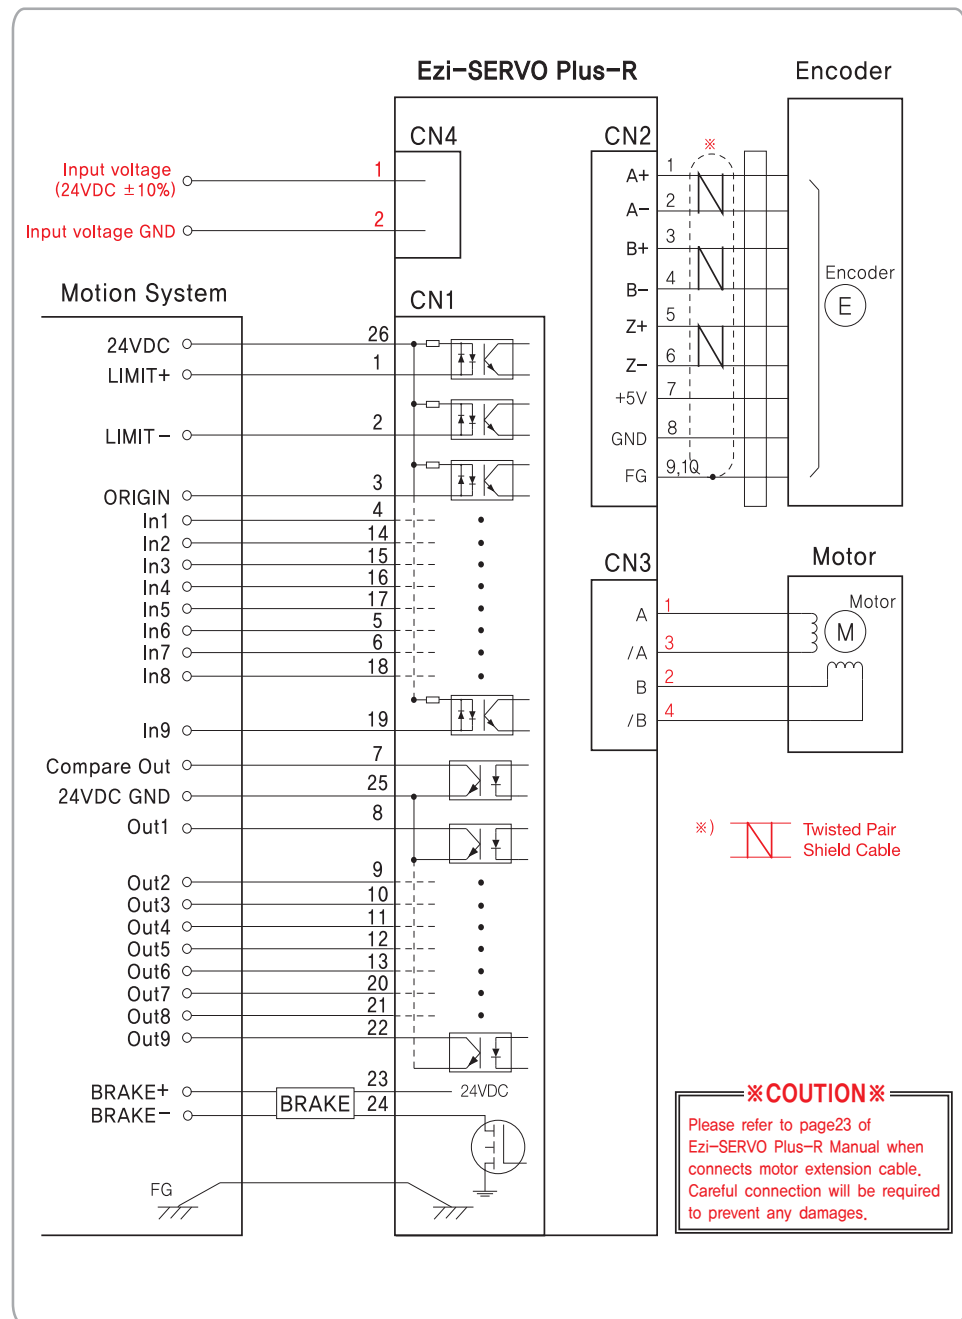 Ezi-SERVO Plus-R
Encoder
CN4
Input voltage
(24VDC ±10%)
1
Input voltage GND
2
CN2
※
A+ 1
A- 2
B+ 3
B- 4
Z+ 5
Z- 6
+5V 7
GND 8
FG 9,10
Encoder
E
Motion System
CN1
24VDC 26
LIMIT+ 1
LIMIT- 2
ORIGIN 3
In1 4
In2 14
In3 15
In4 16
In5 17
In6 5
In7 6
In8 18
In9 19
Compare Out 7
24VDC GND 25
Out1 8
Out2 9
Out3 10
Out4 11
Out5 12
Out6 13
Out7 20
Out8 21
Out9 22
BRAKE+ 23
BRAKE- 24
BRAKE
24VDC
FG
CN3
Motor
A 1
/A 3
B 2
/B 4
Motor
M
※) Twisted Pair
Shield Cable
※COUTION※
Please refer to page23 of
Ezi-SERVO Plus-R Manual when
connects motor extension cable.
Careful connection will be required
to prevent any damages.